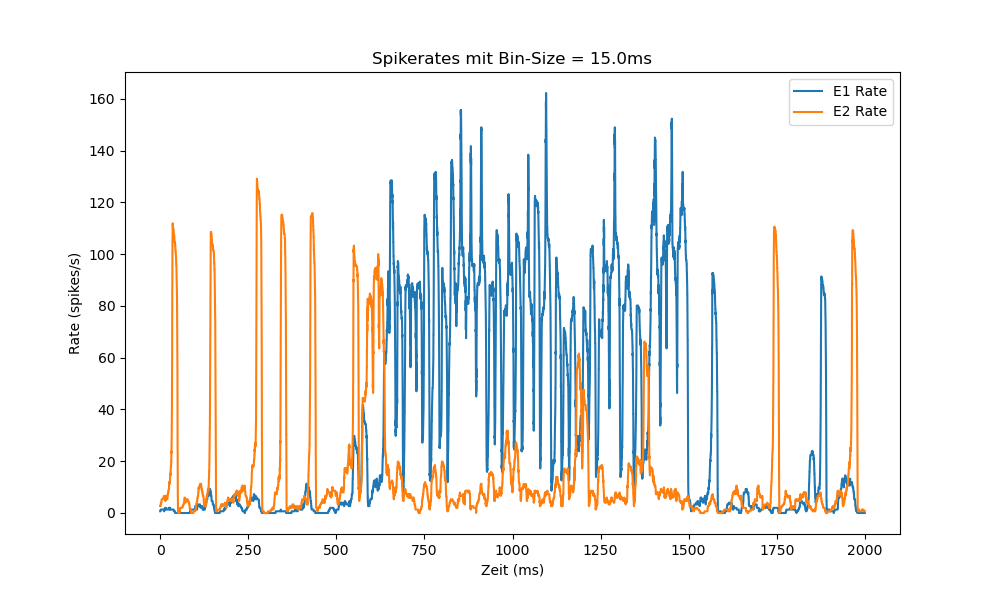 Spikerates mit Bin-Size = 15.0ms
E1 Rate
E2 Rate
Rate (spikes/s)
160
140
120
100
80
60
40
20
0
0 250 500 750 1000 1250 1500 1750 2000
Zeit (ms)